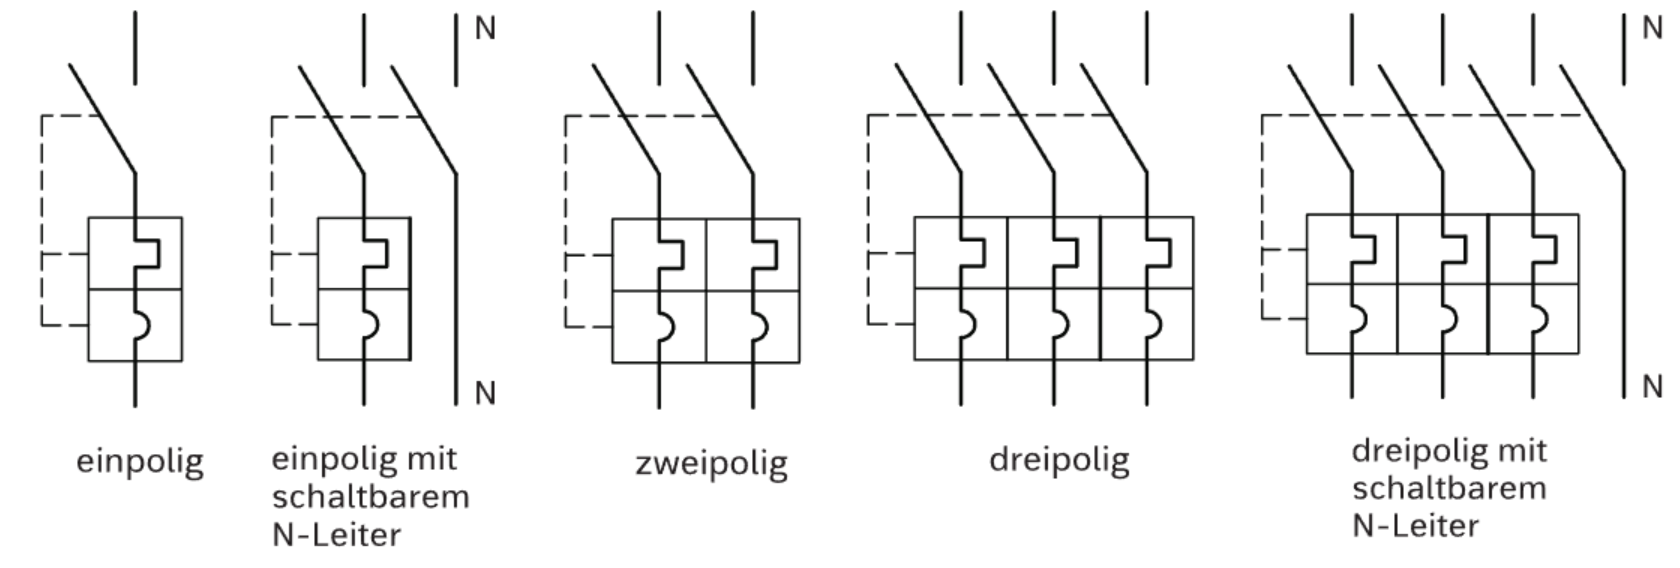 N
N
einpolig
einpolig mit
schaltbarem
N-Leiter
N
zweipolig
dreipolig
N
dreipolig mit
schaltbarem
N-Leiter